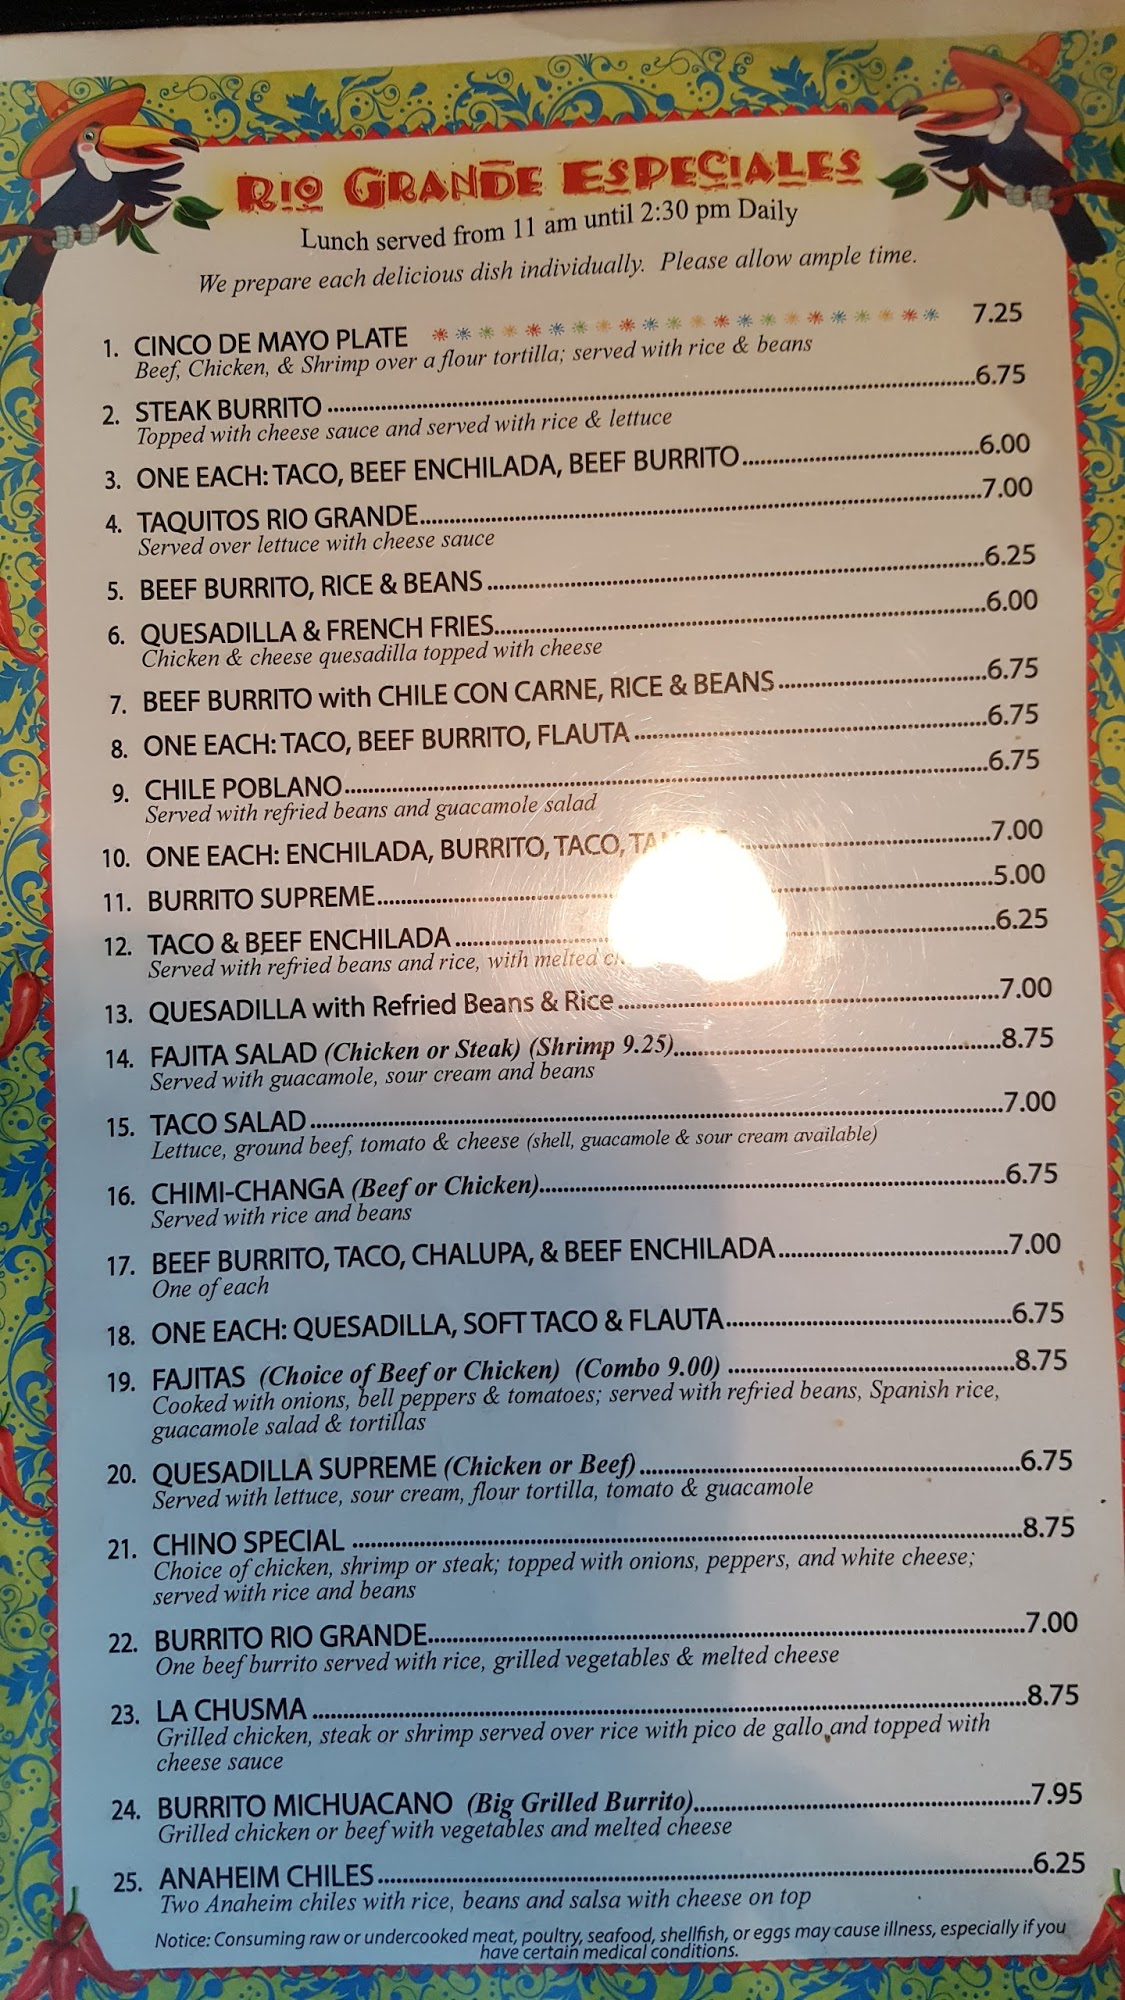 RIO GRANDE ESPECIALES
Lunch served from 11 am until 2:30 pm Daily
We prepare each delicious dish individually. Please allow ample time.
1. CINCO DE MAYO PLATE 7.25
Beef, Chicken, & Shrimp over a flour tortilla; served with rice & beans
2. STEAK BURRITO 6.75
Topped with cheese sauce and served with rice & lettuce
3. ONE EACH: TACO, BEEF ENCHILADA, BEEF BURRITO 6.00
4. TAQUITOS RIO GRANDE 7.00
Served over lettuce with cheese sauce
5. BEEF BURRITO, RICE & BEANS 6.25
6. QUESADILLA & FRENCH FRIES 6.00
Chicken & cheese quesadilla topped with cheese
7. BEEF BURRITO with CHILE CON CARNE, RICE & BEANS 6.75
8. ONE EACH: TACO, BEEF BURRITO, FLAUTA 6.75
9. CHILE POBLANO 6.75
Served with refried beans and guacamole salad
10. ONE EACH: ENCHILADA, BURRITO, TACO, 7.00
11. BURRITO SUPREME 5.00
12. TACO & BEEF ENCHILADA 6.25
Served with refried beans and rice, with melted
13. QUESADILLA with Refried Beans & Rice 7.00
14. FAJITA SALAD (Chicken or Steak) (Shrimp 9.25) 8.75
Served with guacamole, sour cream and beans
15. TACO SALAD 7.00
Lettuce, ground beef, tomato & cheese (shell, guacamole & sour cream available)
16. CHIMI-CHANGA (Beef or Chicken) 6.75
Served with rice and beans
17. BEEF BURRITO, TACO, CHALUPA, & BEEF ENCHILADA 7.00
One of each
18. ONE EACH: QUESADILLA, SOFT TACO & FLAUTA 6.75
19. FAJITAS (Choice of Beef or Chicken) (Combo 9.00) 8.75
Cooked with onions, bell peppers & tomatoes; served with refried beans, Spanish rice,
guacamole salad & tortillas
20. QUESADILLA SUPREME (Chicken or Beef) 6.75
Served with lettuce, sour cream, flour tortilla, tomato & guacamole
21. CHINO SPECIAL 8.75
Choice of chicken, shrimp or steak; topped with onions, peppers, and white cheese;
served with rice and beans
22. BURRITO RIO GRANDE 7.00
One beef burrito served with rice, grilled vegetables & melted cheese
23. LA CHUSMA 8.75
Grilled chicken, steak or shrimp served over rice with pico de gallo and topped with
cheese sauce
24. BURRITO MICHUACANO (Big Grilled Burrito) 7.95
Grilled chicken or beef with vegetables and melted cheese
25. ANAHEIM CHILES 6.25
Two Anaheim chiles with rice, beans and salsa with cheese on top
Notice: Consuming raw or undercooked meat, poultry, seafood, shellfish, or eggs may cause illness, especially if you
have certain medical conditions.